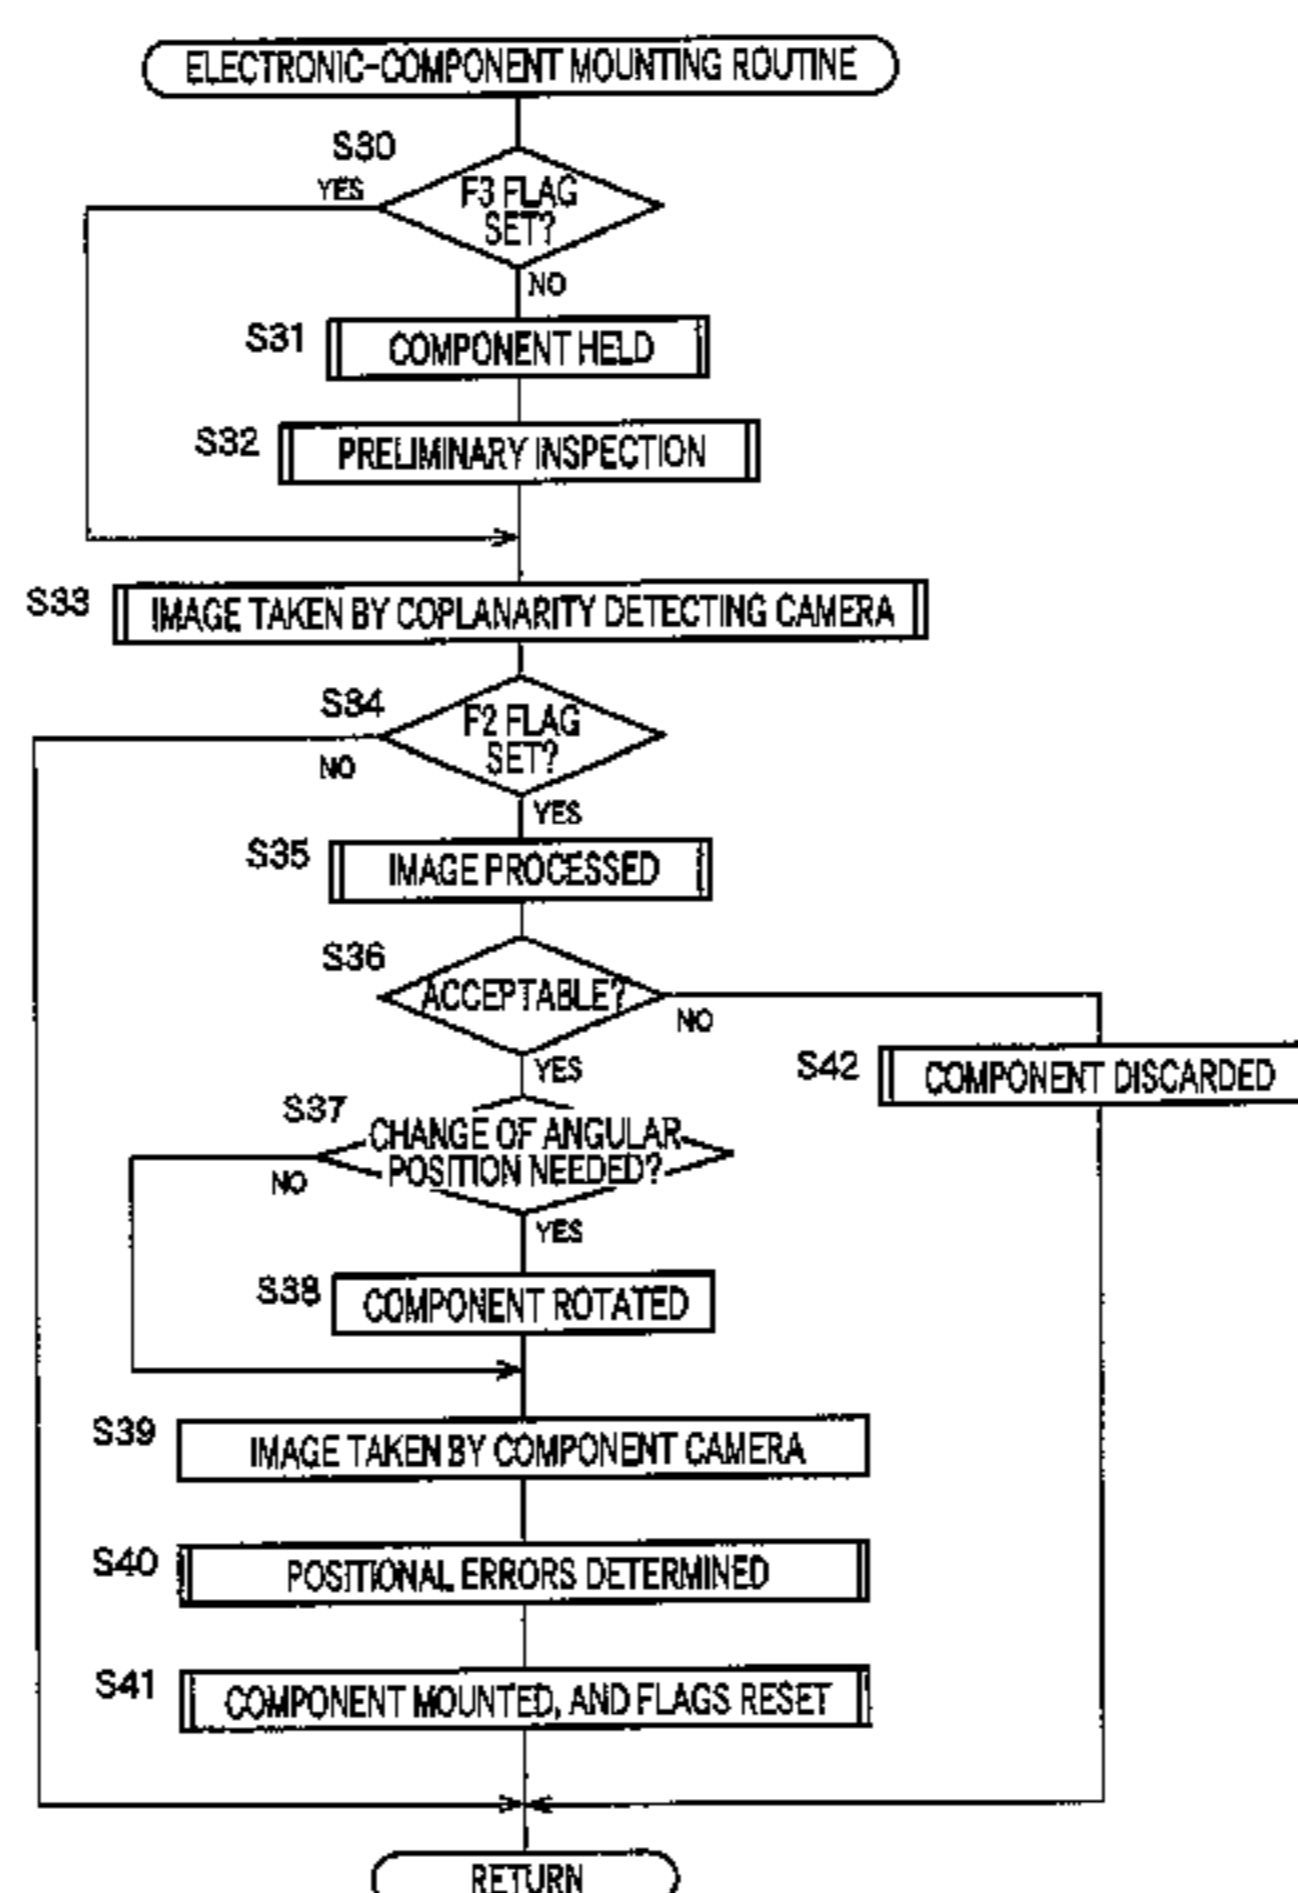 ELECTRONIC-COMPONENT MOUNTING ROUTINE
S30
YES
F3 FLAG
SET?
NO
S31
COMPONENT HELD
S32
PRELIMINARY INSPECTION
S33
IMAGE TAKEN BY COPLANARITY DETECTING CAMERA
S34
F2 FLAG
SET?
NO
YES
S35
IMAGE PROCESSED
S36
ACCEPTABLE?
NO
YES
S42
COMPONENT DISCARDED
S37
CHANGE OF ANGULAR
POSITION NEEDED?
NO
YES
S38
COMPONENT ROTATED
S39
IMAGE TAKEN BY COMPONENT CAMERA
S40
POSITIONAL ERRORS DETERMINED
S41
COMPONENT MOUNTED, AND FLAGS RESET
RETURN